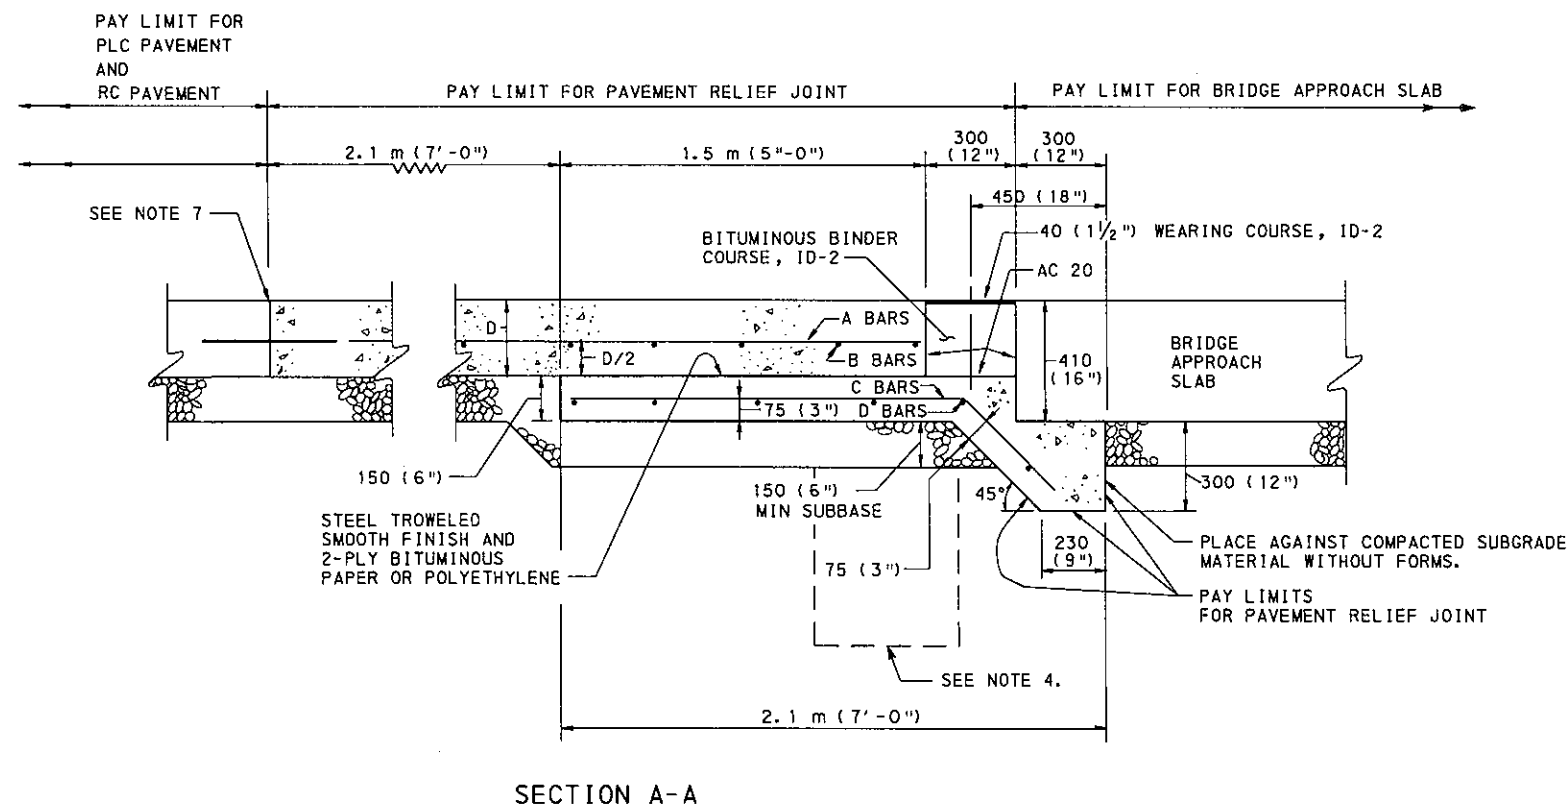 PAY LIMIT FOR
PLC PAVEMENT
AND
RC PAVEMENT
PAY LIMIT FOR PAVEMENT RELIEF JOINT
PAY LIMIT FOR BRIDGE APPROACH SLAB
2.1 m (7'-0")
1.5 m (5"-0")
300
(12")
300
(12")
450 (18")
SEE NOTE 7
BITUMINOUS BINDER
COURSE, ID-2
40 (1½") WEARING COURSE, ID-2
AC 20
D
D/2
A BARS
B BARS
C BARS
D BARS
410
(16")
BRIDGE
APPROACH
SLAB
75 (3")
150 (6")
150 (6")
MIN SUBBASE
45°
300 (12")
STEEL TROWELED
SMOOTH FINISH AND
2-PLY BITUMINOUS
PAPER OR POLYETHYLENE
75 (3")
230
(9")
PLACE AGAINST COMPACTED SUBGRADE
MATERIAL WITHOUT FORMS.
PAY LIMITS
FOR PAVEMENT RELIEF JOINT
SEE NOTE 4.
2.1 m (7'-0")
SECTION A-A